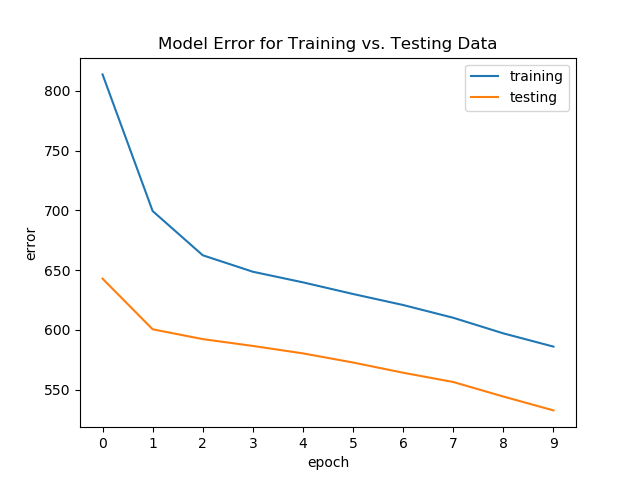 Model Error for Training vs. Testing Data
training
testing
800
750
700
650
600
550
error
0 1 2 3 4 5 6 7 8 9
epoch